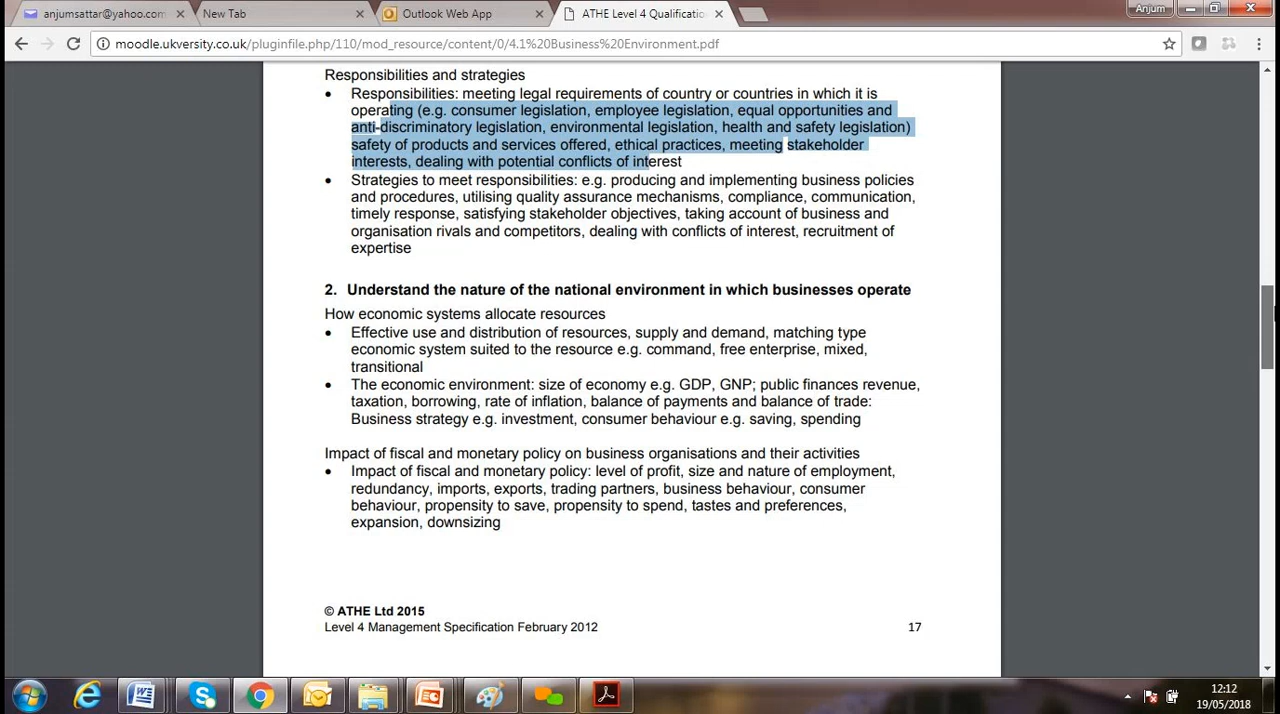 anjumsattar@yahoo.com
New Tab
Outlook Web App
ATHE Level 4 Qualificatio
Anjum
moodle.ukversity.co.uk/pluginfile.php/110/mod_resource/content/0/4.1%20Business%20Environment.pdf
Responsibilities and strategies
• Responsibilities: meeting legal requirements of country or countries in which it is
operating (e.g. consumer legislation, employee legislation, equal opportunities and
anti-discriminatory legislation, environmental legislation, health and safety legislation)
safety of products and services offered, ethical practices, meeting stakeholder
interests, dealing with potential conflicts of interest
• Strategies to meet responsibilities: e.g. producing and implementing business policies
and procedures, utilising quality assurance mechanisms, compliance, communication,
timely response, satisfying stakeholder objectives, taking account of business and
organisation rivals and competitors, dealing with conflicts of interest, recruitment of
expertise
2. Understand the nature of the national environment in which businesses operate
How economic systems allocate resources
• Effective use and distribution of resources, supply and demand, matching type
economic system suited to the resource e.g. command, free enterprise, mixed,
transitional
• The economic environment: size of economy e.g. GDP, GNP; public finances revenue,
taxation, borrowing, rate of inflation, balance of payments and balance of trade:
Business strategy e.g. investment, consumer behaviour e.g. saving, spending
Impact of fiscal and monetary policy on business organisations and their activities
• Impact of fiscal and monetary policy: level of profit, size and nature of employment,
redundancy, imports, exports, trading partners, business behaviour, consumer
behaviour, propensity to save, propensity to spend, tastes and preferences,
expansion, downsizing
© ATHE Ltd 2015
Level 4 Management Specification February 2012 17
12:12
19/05/2018